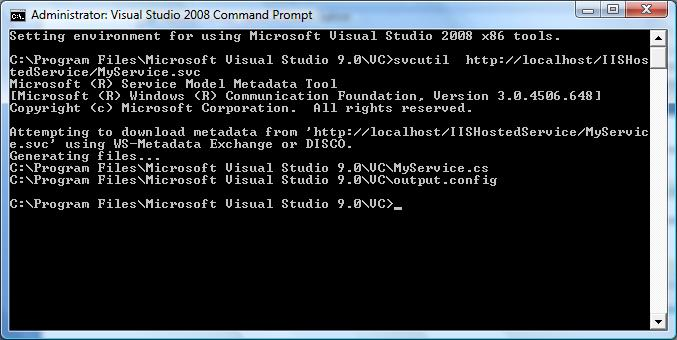 Administrator: Visual Studio 2008 Command Prompt
Setting environment for using Microsoft Visual Studio 2008 x86 tools.
C:\Program Files\Microsoft Visual Studio 9.0\VC>svcutil  http://localhost/IISHos
tedService/MyService.svc
Microsoft (R) Service Model Metadata Tool
[Microsoft (R) Windows (R) Communication Foundation, Version 3.0.4506.648]
Copyright (c) Microsoft Corporation.  All rights reserved.
Attempting to download metadata from 'http://localhost/IISHostedService/MyServic
e.svc' using WS-Metadata Exchange or DISCO.
Generating files...
C:\Program Files\Microsoft Visual Studio 9.0\VC\MyService.cs
C:\Program Files\Microsoft Visual Studio 9.0\VC\output.config
C:\Program Files\Microsoft Visual Studio 9.0\VC>_